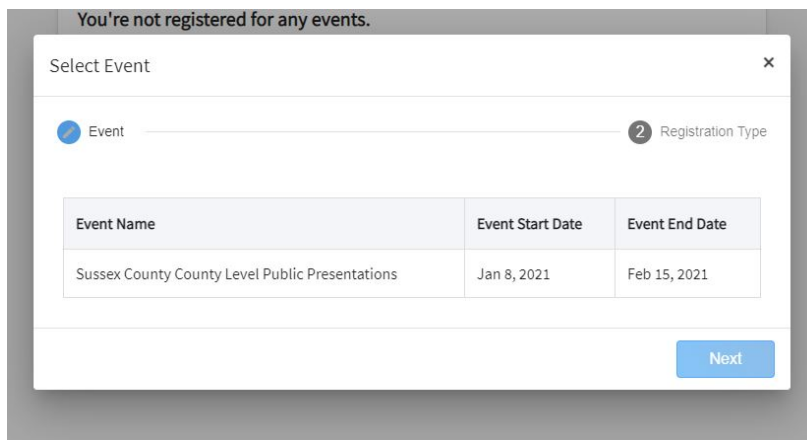 You're not registered for any events.
Select Event ×
Event 2 Registration Type
Event Name Event Start Date Event End Date
Sussex County County Level Public Presentations Jan 8, 2021 Feb 15, 2021
Next